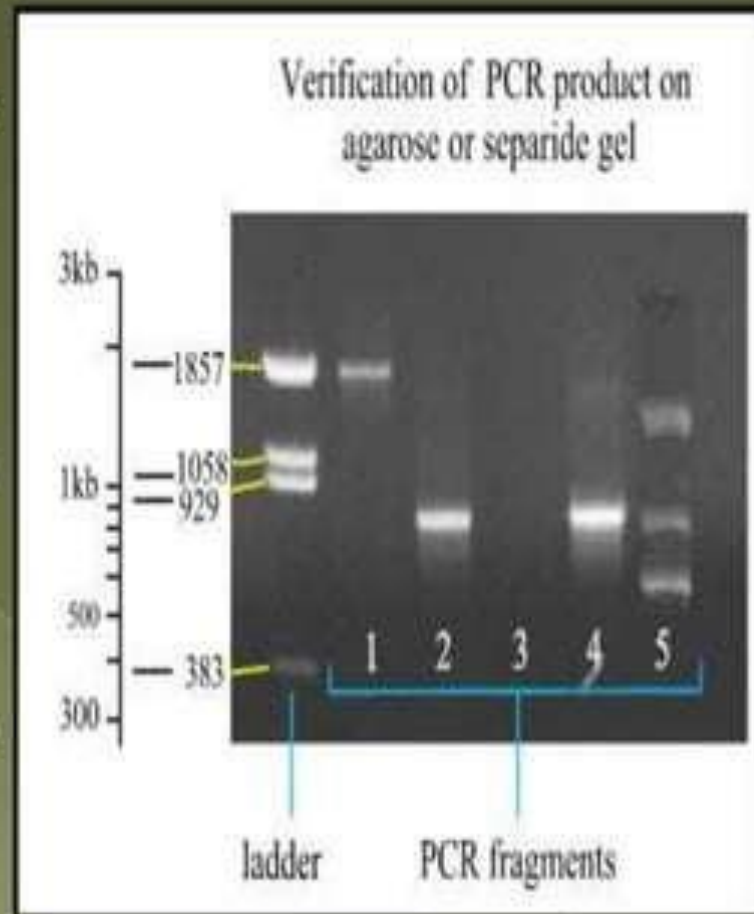 Verification of PCR product on
agarose or separide gel
3kb
1857
1058
1kb
929
500
383
300
1 2 3 4 5
ladder PCR fragments